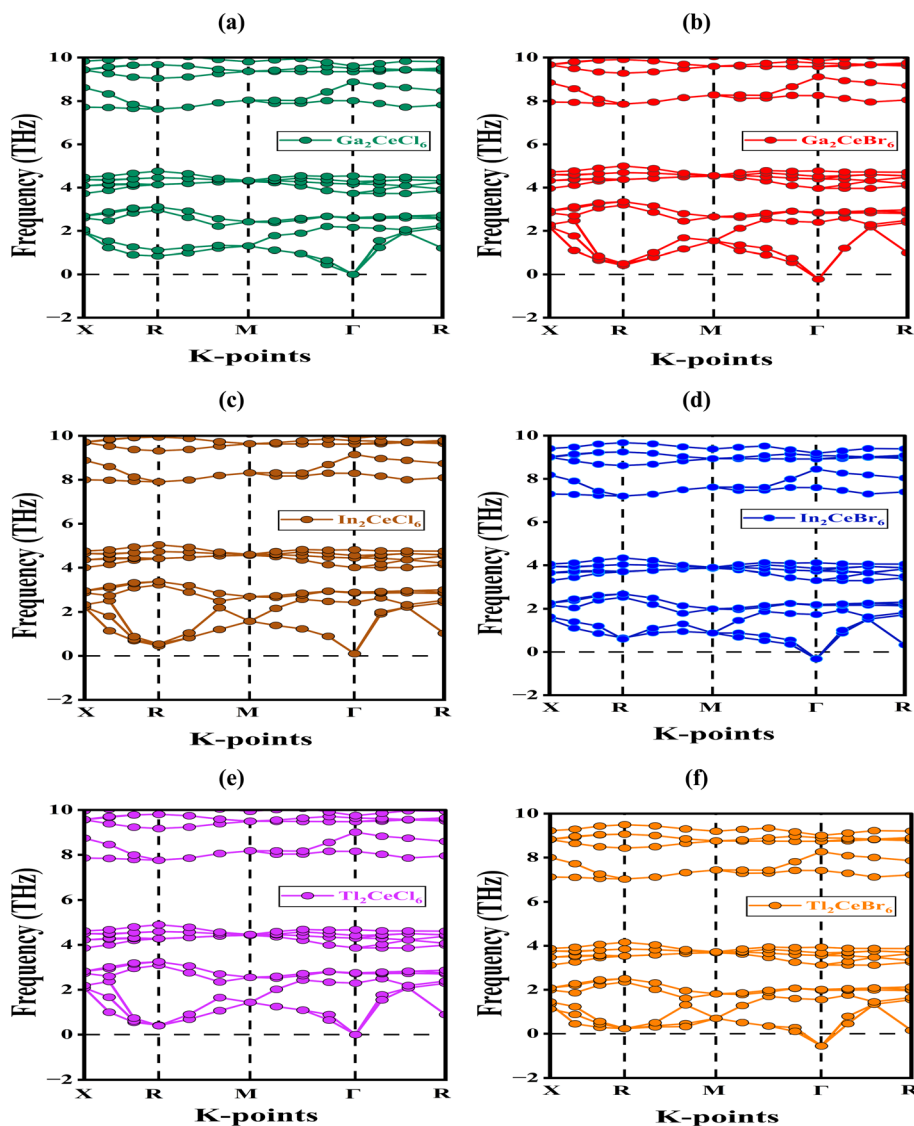 (a)
10
8
6
4
2
0
−2
Frequency (THz)
Ga₂CeCl₆
X R M Γ R
K-points
(b)
10
8
6
4
2
0
−2
Frequency (THz)
Ga₂CeBr₆
X R M Γ R
K-points
(c)
10
8
6
4
2
0
−2
Frequency (THz)
In₂CeCl₆
X R M Γ R
K-points
(d)
10
8
6
4
2
0
−2
Frequency (THz)
In₂CeBr₆
X R M Γ R
K-points
(e)
10
8
6
4
2
0
−2
Frequency (THz)
Tl₂CeCl₆
X R M Γ R
K-points
(f)
10
8
6
4
2
0
−2
Frequency (THz)
Tl₂CeBr₆
X R M Γ R
K-points